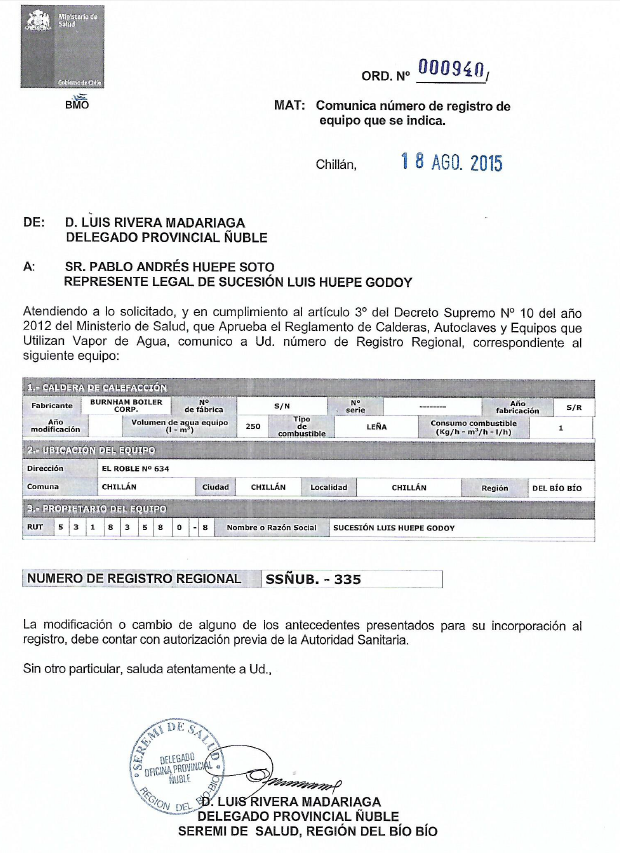 Ministerio de
Salud
Gobierno de Chile
BMO
ORD. Nº 000940/
MAT: Comunica número de registro de
equipo que se indica.
Chillán, 18 AGO. 2015
DE: D. LUIS RIVERA MADARIAGA
DELEGADO PROVINCIAL ÑUBLE
A: SR. PABLO ANDRÉS HUEPE SOTO
REPRESENTE LEGAL DE SUCESIÓN LUIS HUEPE GODOY
Atendiendo a lo solicitado, y en cumplimiento al artículo 3º del Decreto Supremo Nº 10 del año
2012 del Ministerio de Salud, que Aprueba el Reglamento de Calderas, Autoclaves y Equipos que
Utilizan Vapor de Agua, comunico a Ud. número de Registro Regional, correspondiente al
siguiente equipo:
1.- CALDERA DE CALEFACCIÓN
Fabricante BURNHAM BOILER CORP. Nº de fábrica S/N Nº serie -------- Año fabricación S/R
Año modificación Volumen de agua equipo (l - m³) 250 Tipo de combustible LEÑA Consumo combustible (Kg/h - m³/h - l/h) 1
2.- UBICACIÓN DEL EQUIPO
Dirección EL ROBLE Nº 634
Comuna CHILLÁN Ciudad CHILLÁN Localidad CHILLÁN Región DEL BÍO BÍO
3.- PROPIETARIO DEL EQUIPO
RUT 5 3 1 8 3 5 8 0 - 8 Nombre o Razón Social SUCESIÓN LUIS HUEPE GODOY
NUMERO DE REGISTRO REGIONAL SSÑUB. - 335
La modificación o cambio de alguno de los antecedentes presentados para su incorporación al
registro, debe contar con autorización previa de la Autoridad Sanitaria.
Sin otro particular, saluda atentamente a Ud.,
SEREMI DE SALUD
DELEGADO
OFICINA PROVINCIAL
ÑUBLE
REGION DEL BIO-BIO
D. LUIS RIVERA MADARIAGA
DELEGADO PROVINCIAL ÑUBLE
SEREMI DE SALUD, REGIÓN DEL BÍO BÍO